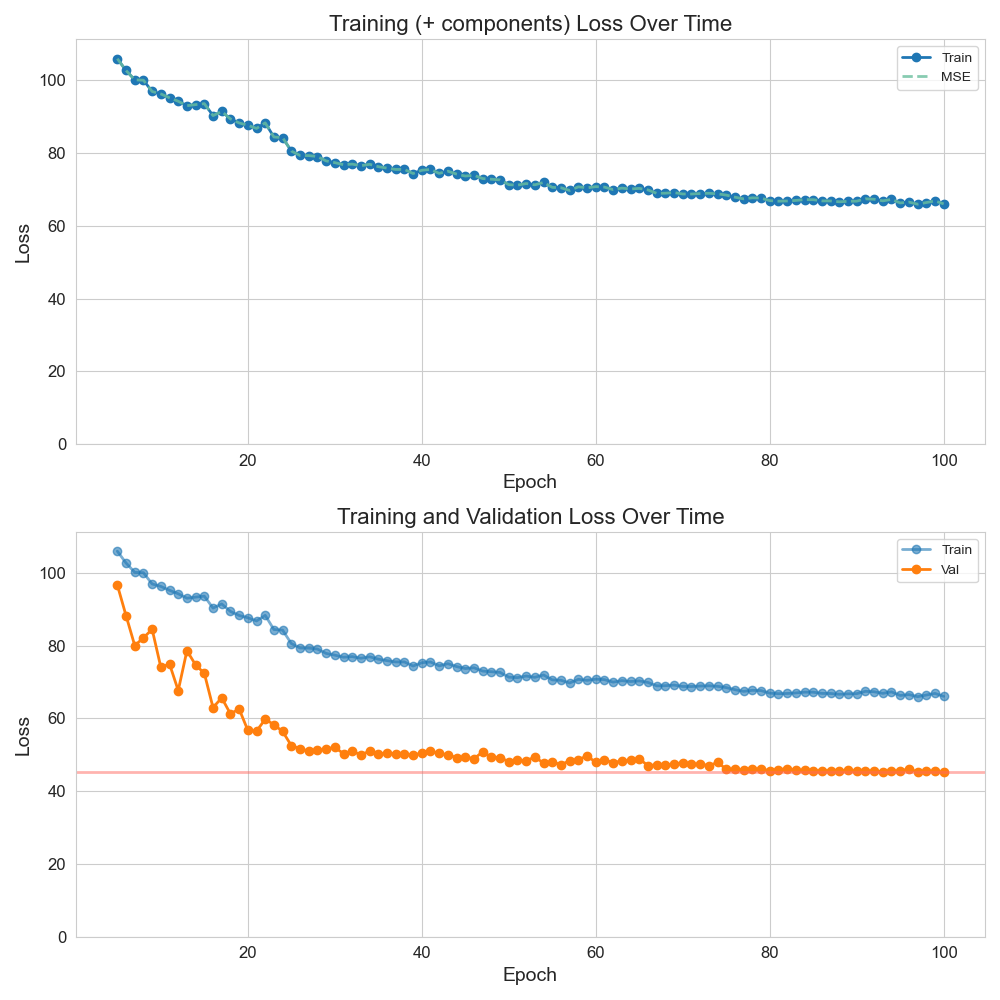 Training (+ components) Loss Over Time
Train
MSE
100
80
60
40
20
0
Loss
20 40 60 80 100
Epoch
Training and Validation Loss Over Time
Train
Val
100
80
60
40
20
0
Loss
20 40 60 80 100
Epoch